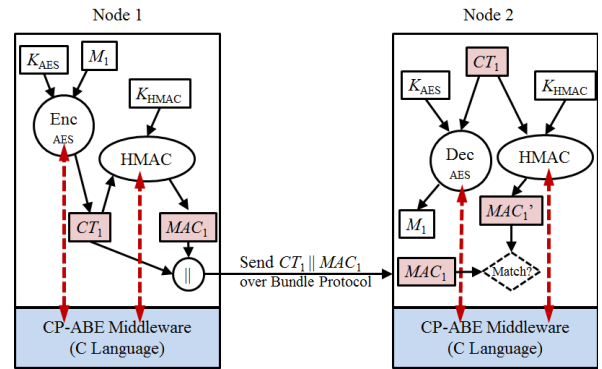 Node 1
K_AES
M_1
Enc
AES
K_HMAC
HMAC
CT_1
MAC_1
||
CP-ABE Middleware
(C Language)
Send CT_1 || MAC_1
over Bundle Protocol
Node 2
CT_1
K_AES
K_HMAC
Dec
AES
HMAC
M_1
MAC_1’
MAC_1
Match?
CP-ABE Middleware
(C Language)